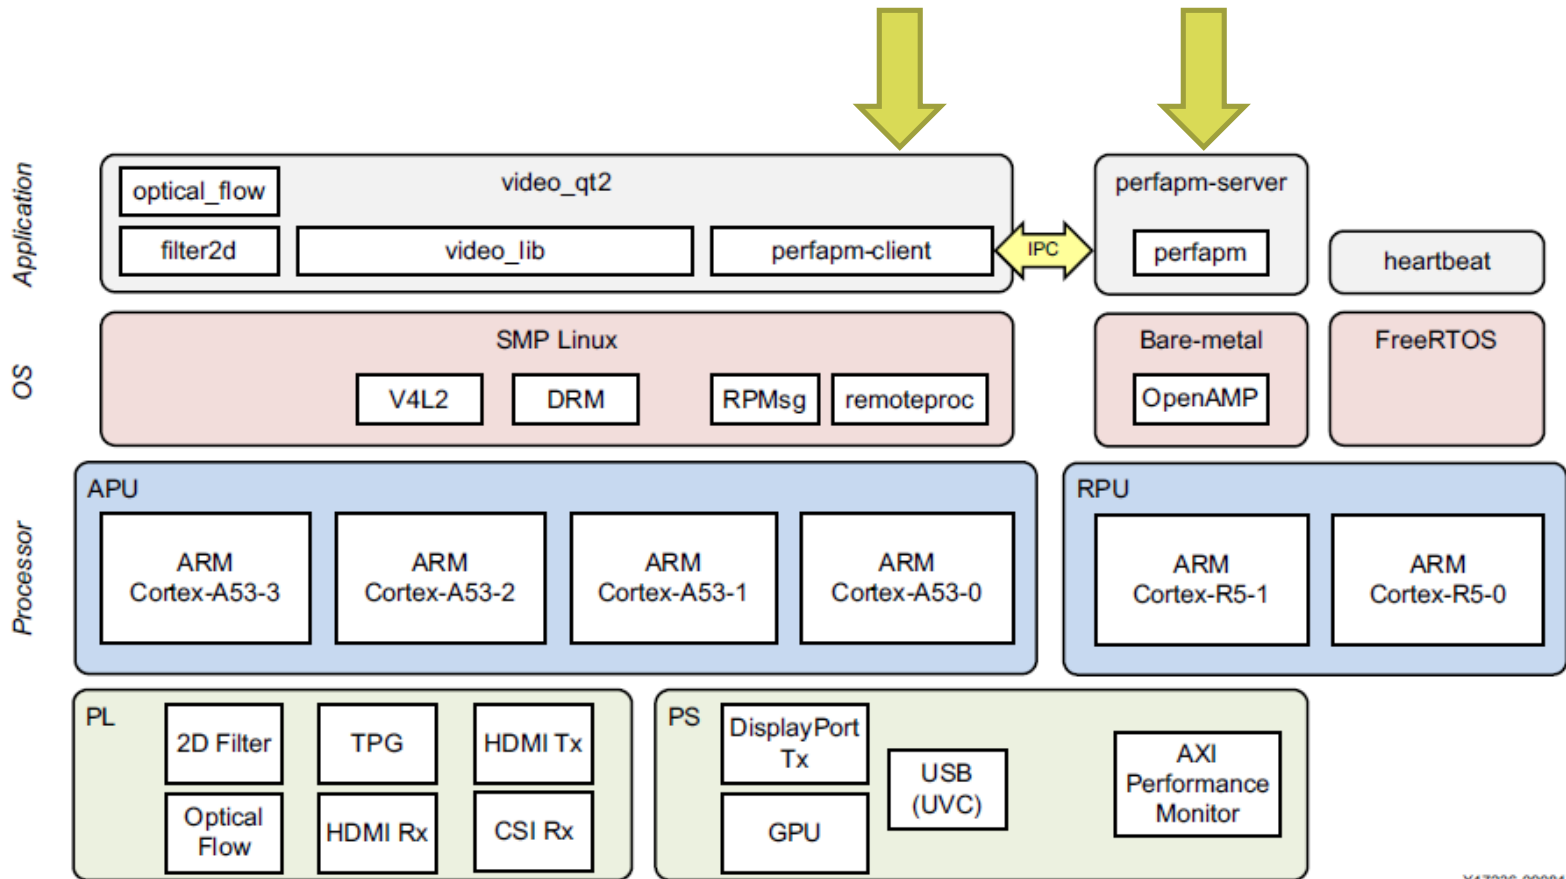 Application
optical_flow
video_qt2
filter2d
video_lib
perfapm-client
IPC
perfapm-server
perfapm
heartbeat
OS
SMP Linux
V4L2
DRM
RPMsg
remoteproc
Bare-metal
OpenAMP
FreeRTOS
Processor
APU
ARM
Cortex-A53-3
ARM
Cortex-A53-2
ARM
Cortex-A53-1
ARM
Cortex-A53-0
RPU
ARM
Cortex-R5-1
ARM
Cortex-R5-0
PL
2D Filter
TPG
HDMI Tx
Optical
Flow
HDMI Rx
CSI Rx
PS
DisplayPort
Tx
GPU
USB
(UVC)
AXI
Performance
Monitor